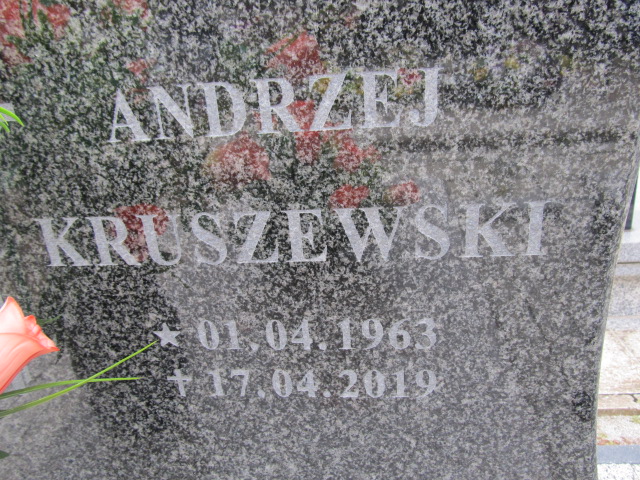 ANDRZEJ
KRUSZEWSKI
★ 01.04.1963
✝ 17.04.2019